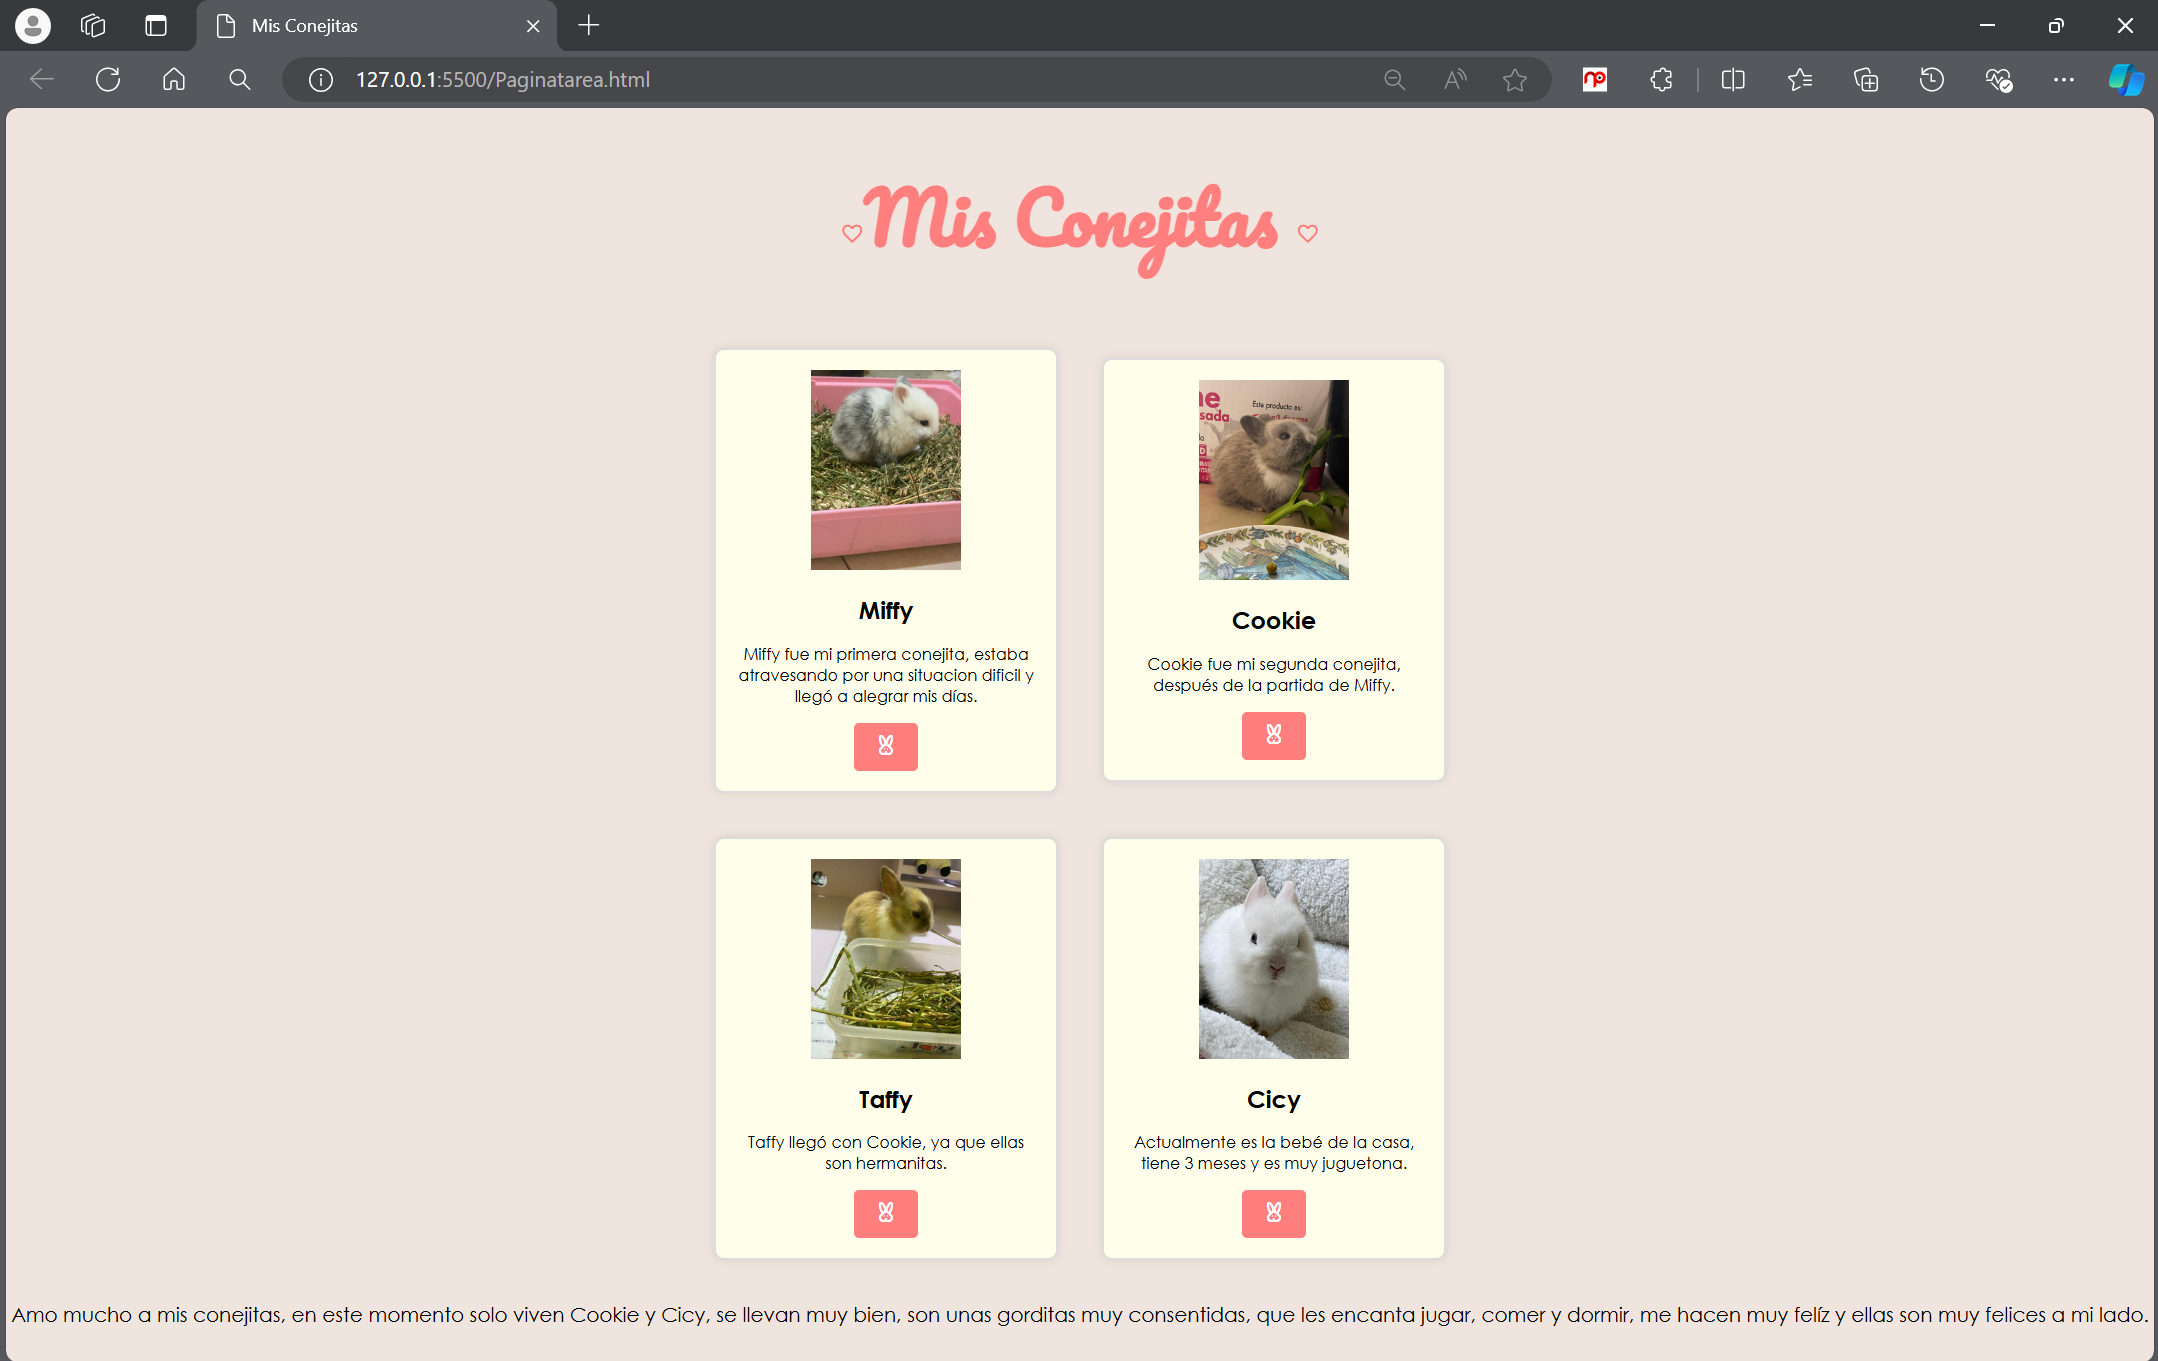 Mis Conejitas
127.0.0.1:5500/Paginatarea.html
Mis Conejitas
ne
sada
Este producto es:
Miffy
Miffy fue mi primera conejita, estaba
atravesando por una situacion dificil y
llegó a alegrar mis días.
Cookie
Cookie fue mi segunda conejita,
después de la partida de Miffy.
Taffy
Taffy llegó con Cookie, ya que ellas
son hermanitas.
Cicy
Actualmente es la bebé de la casa,
tiene 3 meses y es muy juguetona.
Amo mucho a mis conejitas, en este momento solo viven Cookie y Cicy, se llevan muy bien, son unas gorditas muy consentidas, que les encanta jugar, comer y dormir, me hacen muy felíz y ellas son muy felices a mi lado.